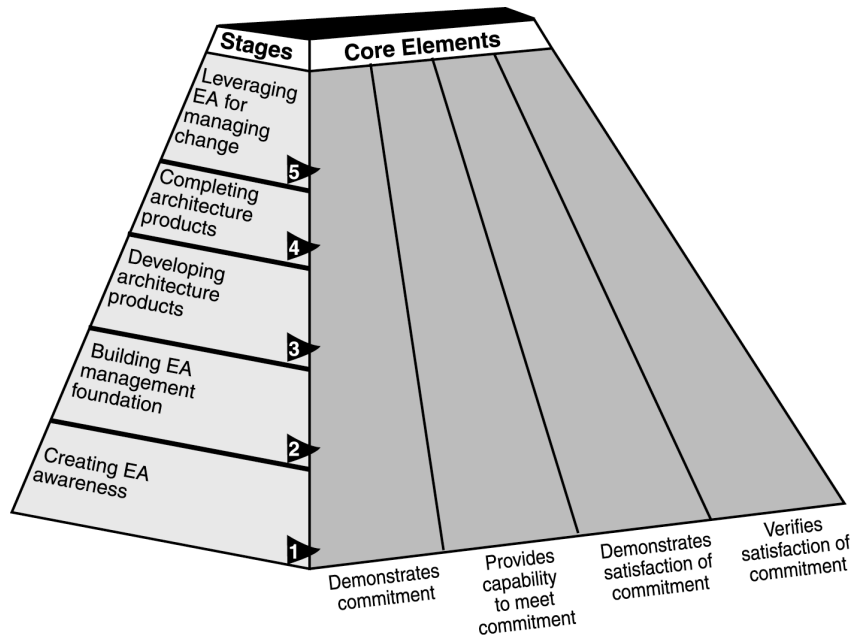 Stages
Core Elements
Leveraging
EA for
managing
change
5
Completing
architecture
products
4
Developing
architecture
products
3
Building EA
management
foundation
2
Creating EA
awareness
1
Demonstrates
commitment
Provides
capability
to meet
commitment
Demonstrates
satisfaction of
commitment
Verifies
satisfaction of
commitment